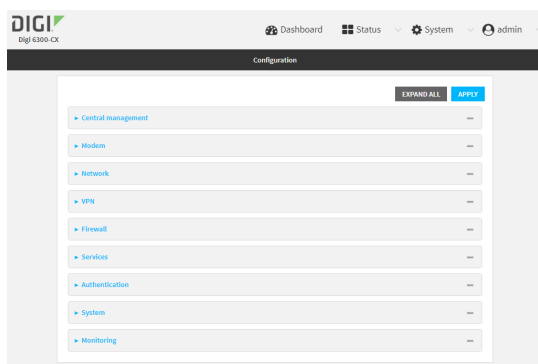 DIGI
Digi 6300-CX
Dashboard Status System admin
Configuration
EXPAND ALL APPLY
Central management
Modem
Network
VPN
Firewall
Services
Authentication
System
Monitoring